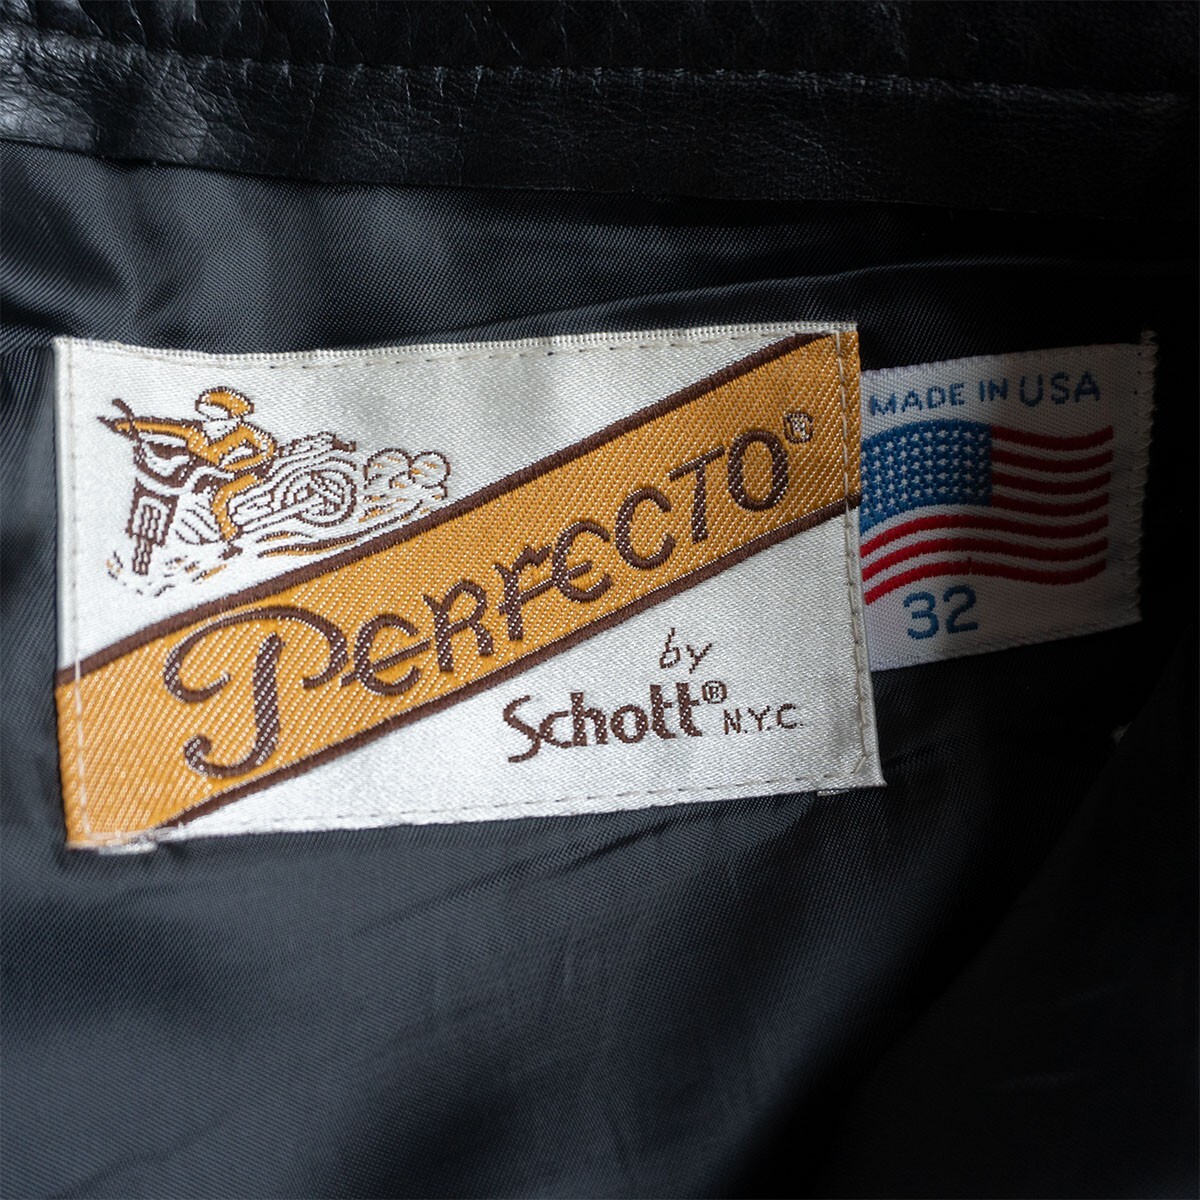 PERFECTO®
by
Schott® N.Y.C.
MADE IN USA
32